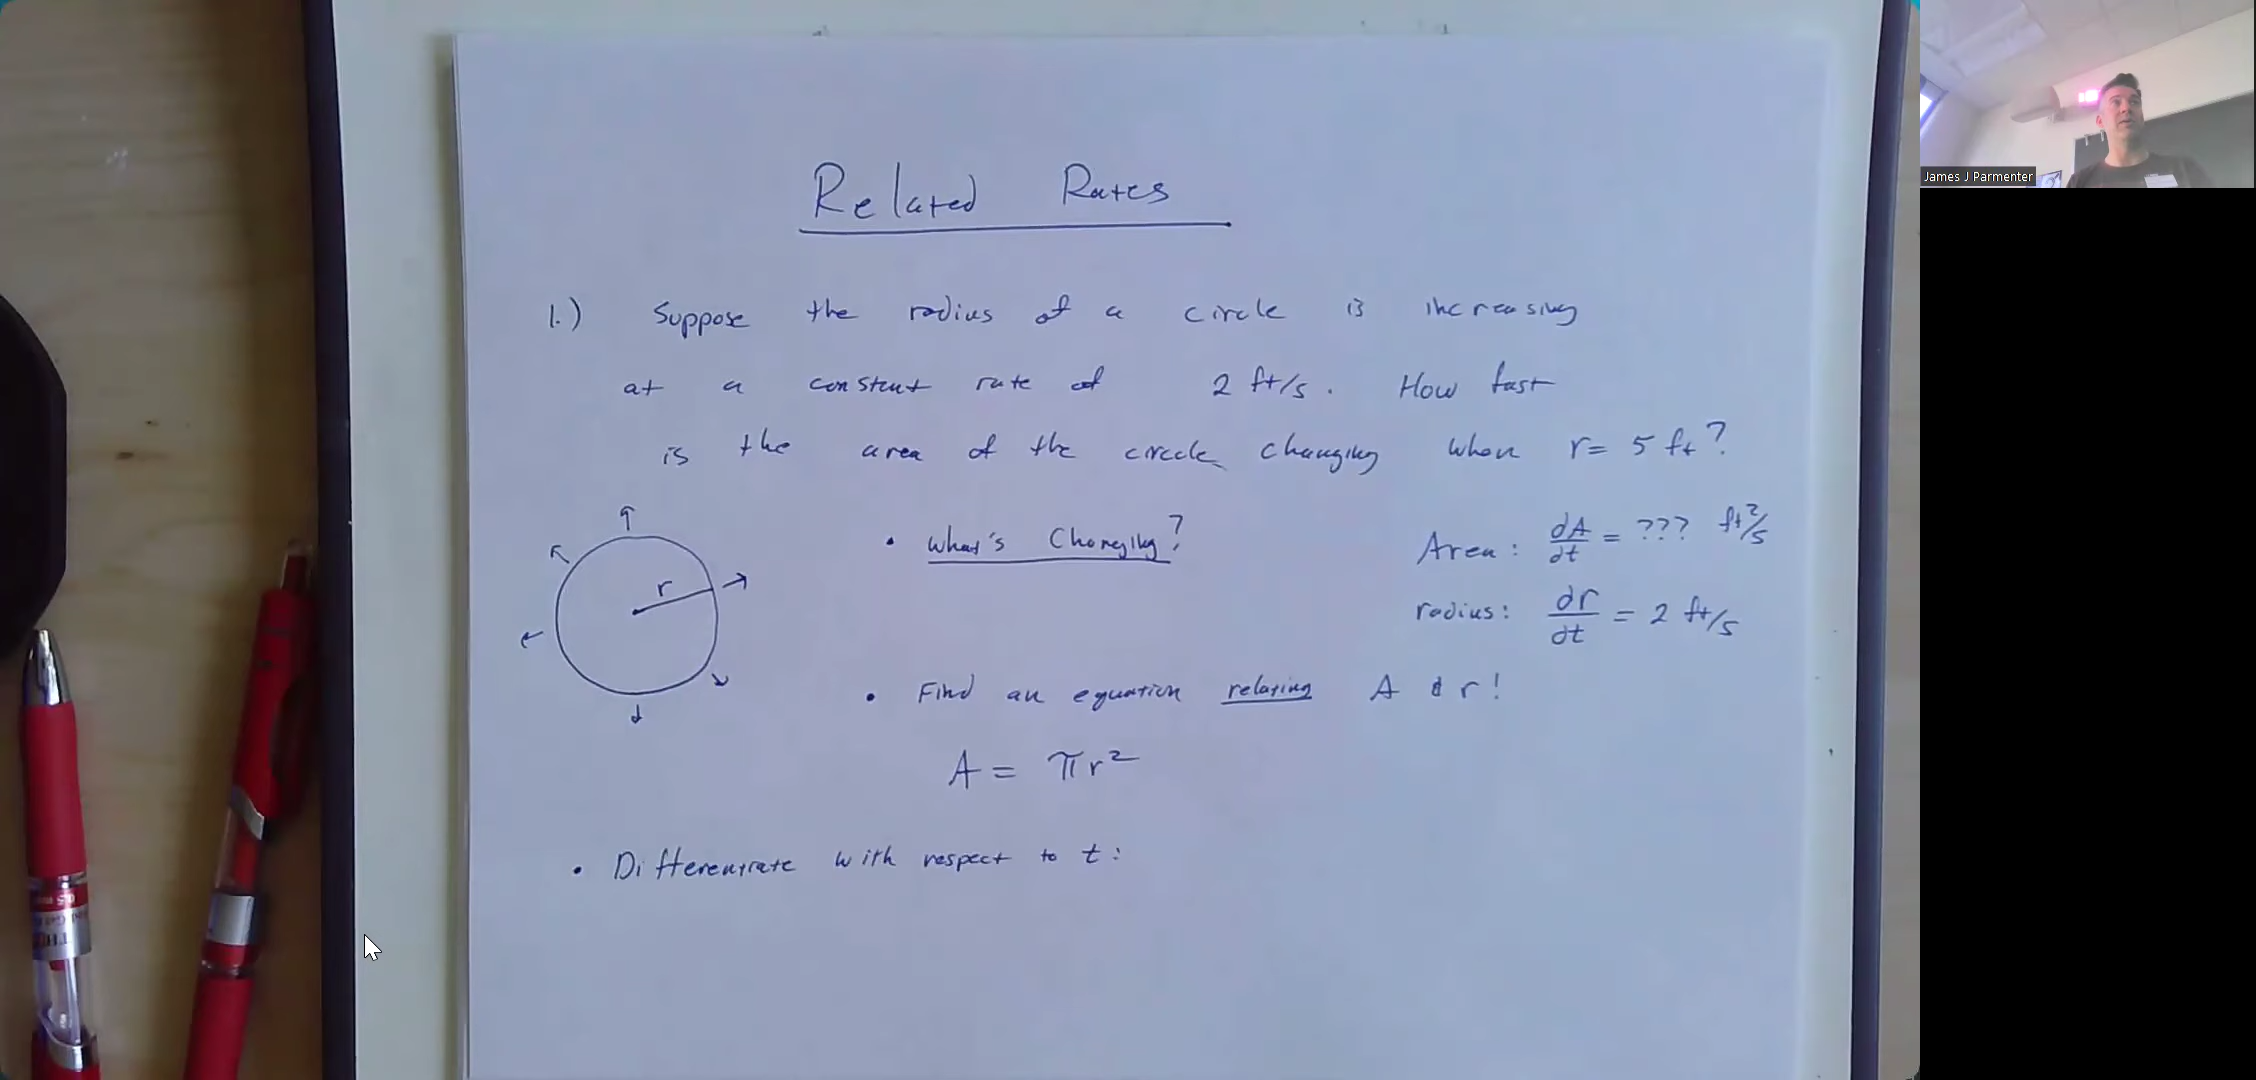 Related Rates
1.) Suppose the radius of a circle is increasing
at a constant rate of 2 ft/s. How fast
is the area of the circle changing when r = 5 ft?
• What's Changing?
Area: dA/dt = ??? ft²/s
radius: dr/dt = 2 ft/s
r
• Find an equation relating A & r!
A = πr²
• Differentiate with respect to t:
James J Parmenter